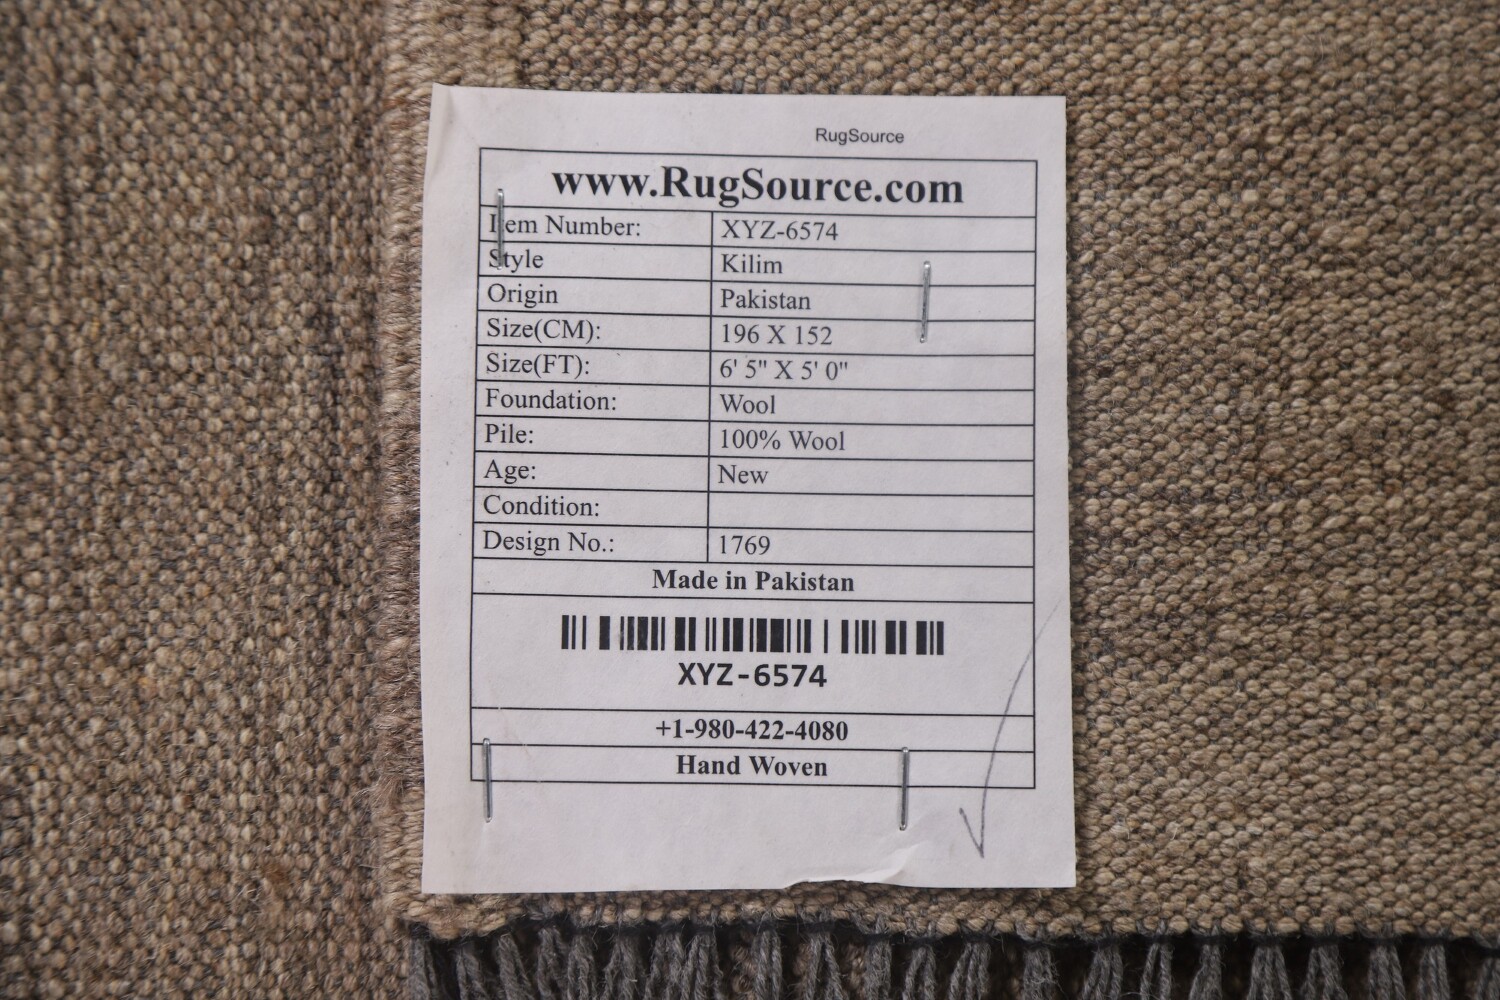 RugSource
www.RugSource.com
Item Number: XYZ-6574
Style Kilim
Origin Pakistan
Size(CM): 196 X 152
Size(FT): 6' 5" X 5' 0"
Foundation: Wool
Pile: 100% Wool
Age: New
Condition:
Design No.: 1769
Made in Pakistan
XYZ-6574
+1-980-422-4080
Hand Woven